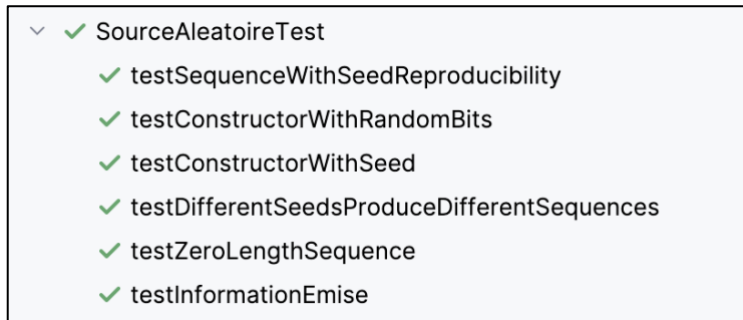 SourceAleatoireTest
testSequenceWithSeedReproducibility
testConstructorWithRandomBits
testConstructorWithSeed
testDifferentSeedsProduceDifferentSequences
testZeroLengthSequence
testInformationEmise